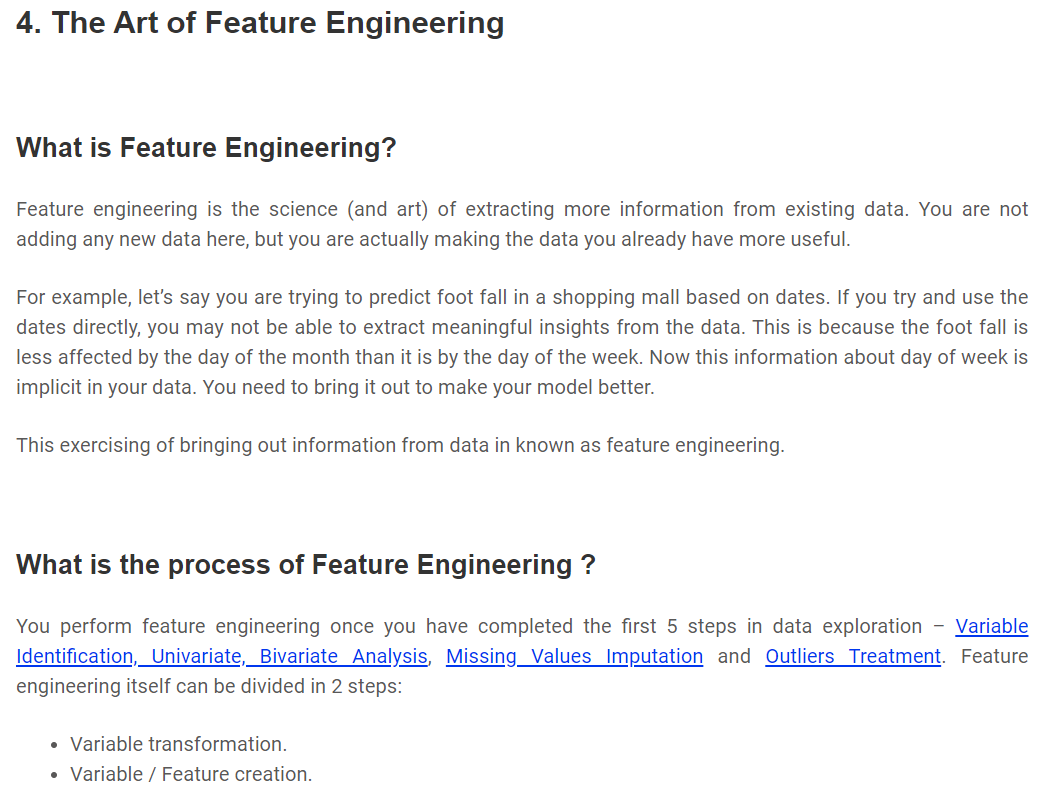 4. The Art of Feature Engineering
What is Feature Engineering?
Feature engineering is the science (and art) of extracting more information from existing data. You are not
adding any new data here, but you are actually making the data you already have more useful.
For example, let’s say you are trying to predict foot fall in a shopping mall based on dates. If you try and use the
dates directly, you may not be able to extract meaningful insights from the data. This is because the foot fall is
less affected by the day of the month than it is by the day of the week. Now this information about day of week is
implicit in your data. You need to bring it out to make your model better.
This exercising of bringing out information from data in known as feature engineering.
What is the process of Feature Engineering ?
You perform feature engineering once you have completed the first 5 steps in data exploration – Variable
Identification, Univariate, Bivariate Analysis, Missing Values Imputation and Outliers Treatment. Feature
engineering itself can be divided in 2 steps:
• Variable transformation.
• Variable / Feature creation.